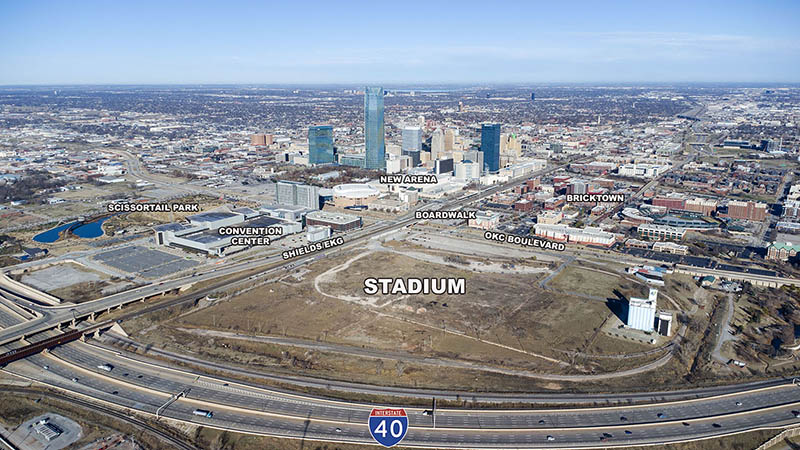 NEW ARENA
SCISSORTAIL PARK
BRICKTOWN
BOARDWALK
CONVENTION
CENTER
SHIELDS EKG
OKC BOULEVARD
STADIUM
INTERSTATE
40